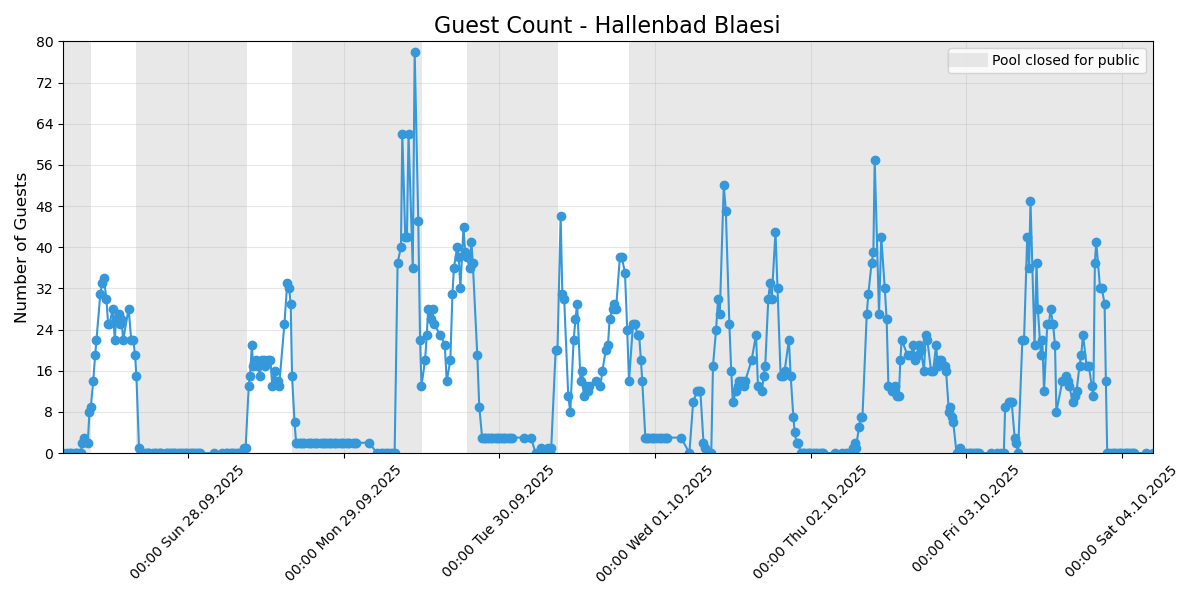 Guest Count - Hallenbad Blaesi
Pool closed for public
Number of Guests
80
72
64
56
48
40
32
24
16
8
0
00:00 Sun 28.09.2025
00:00 Mon 29.09.2025
00:00 Tue 30.09.2025
00:00 Wed 01.10.2025
00:00 Thu 02.10.2025
00:00 Fri 03.10.2025
00:00 Sat 04.10.2025